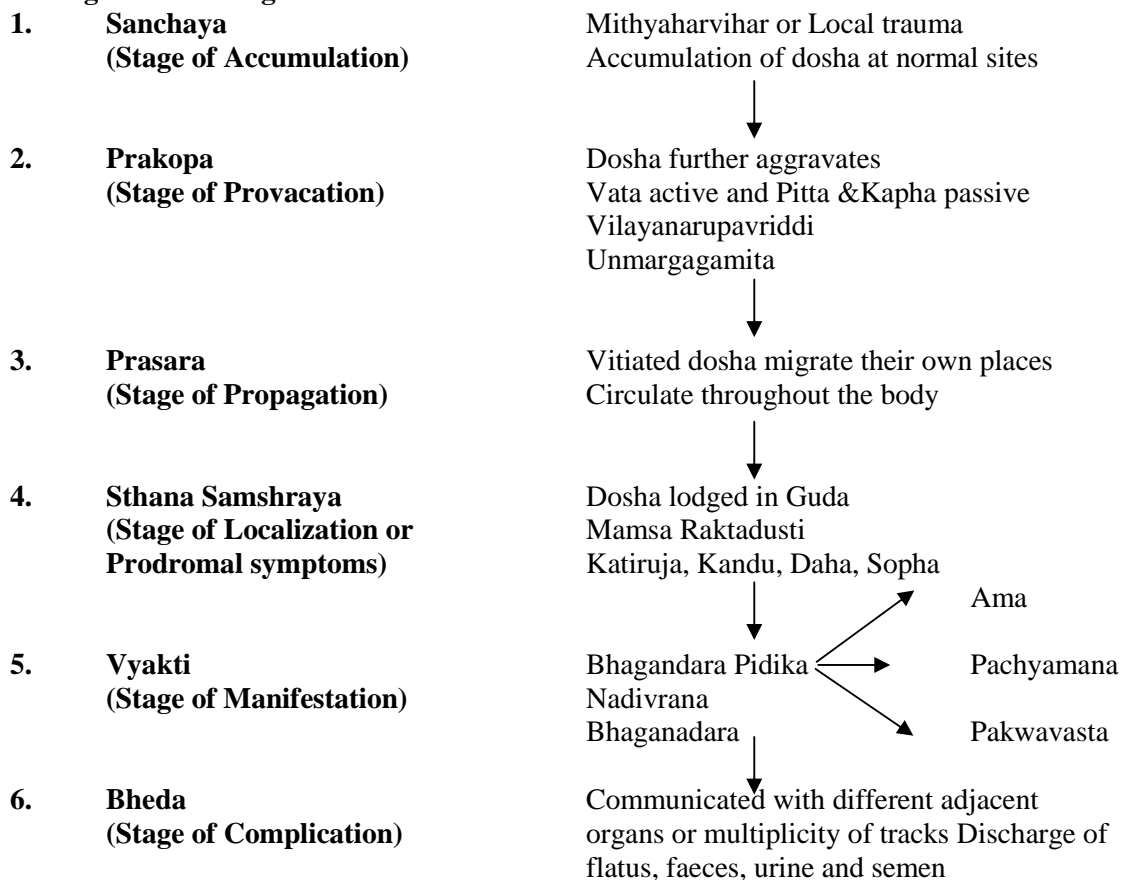 1. Sanchaya Mithyaharvihar or Local trauma
(Stage of Accumulation) Accumulation of dosha at normal sites
2. Prakopa Dosha further aggravates
(Stage of Provacation) Vata active and Pitta &Kapha passive
Vilayanarupavriddi
Unmargagamita
3. Prasara Vitiated dosha migrate their own places
(Stage of Propagation) Circulate throughout the body
4. Sthana Samshraya Dosha lodged in Guda
(Stage of Localization or Mamsa Raktadusti
Prodromal symptoms) Katiruja, Kandu, Daha, Sopha
Ama
5. Vyakti Bhagandara Pidika Pachyamana
(Stage of Manifestation) Nadivrana
Bhaganadara Pakwavasta
6. Bheda Communicated with different adjacent
(Stage of Complication) organs or multiplicity of tracks Discharge of
flatus, faeces, urine and semen